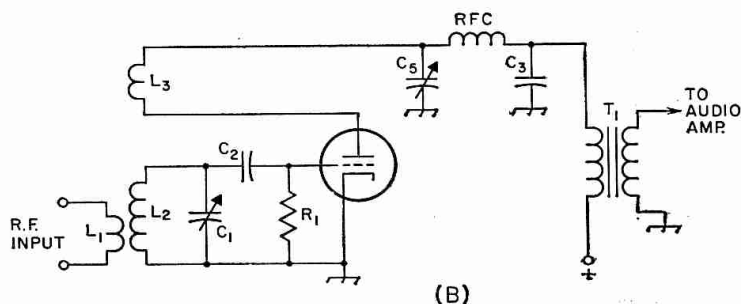 RFC
C5
C3
L3
T1
TO
AUDIO
AMP.
C2
R.F.
INPUT
L1
L2
C1
R1
+
(B)